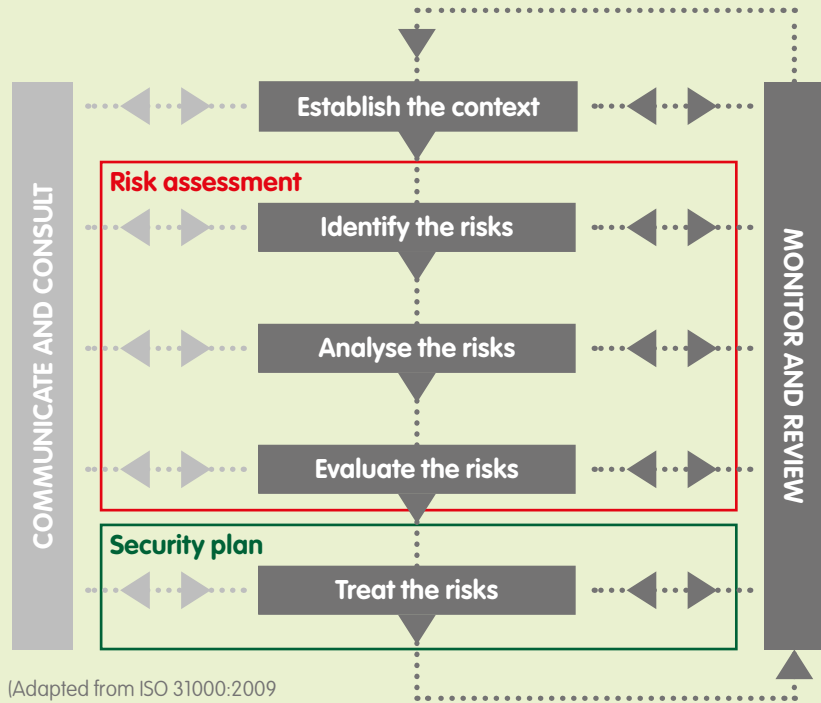 Establish the context
Risk assessment
Identify the risks
Analyse the risks
Evaluate the risks
Security plan
Treat the risks
COMMUNICATE AND CONSULT
MONITOR AND REVIEW
(Adapted from ISO 31000:2009